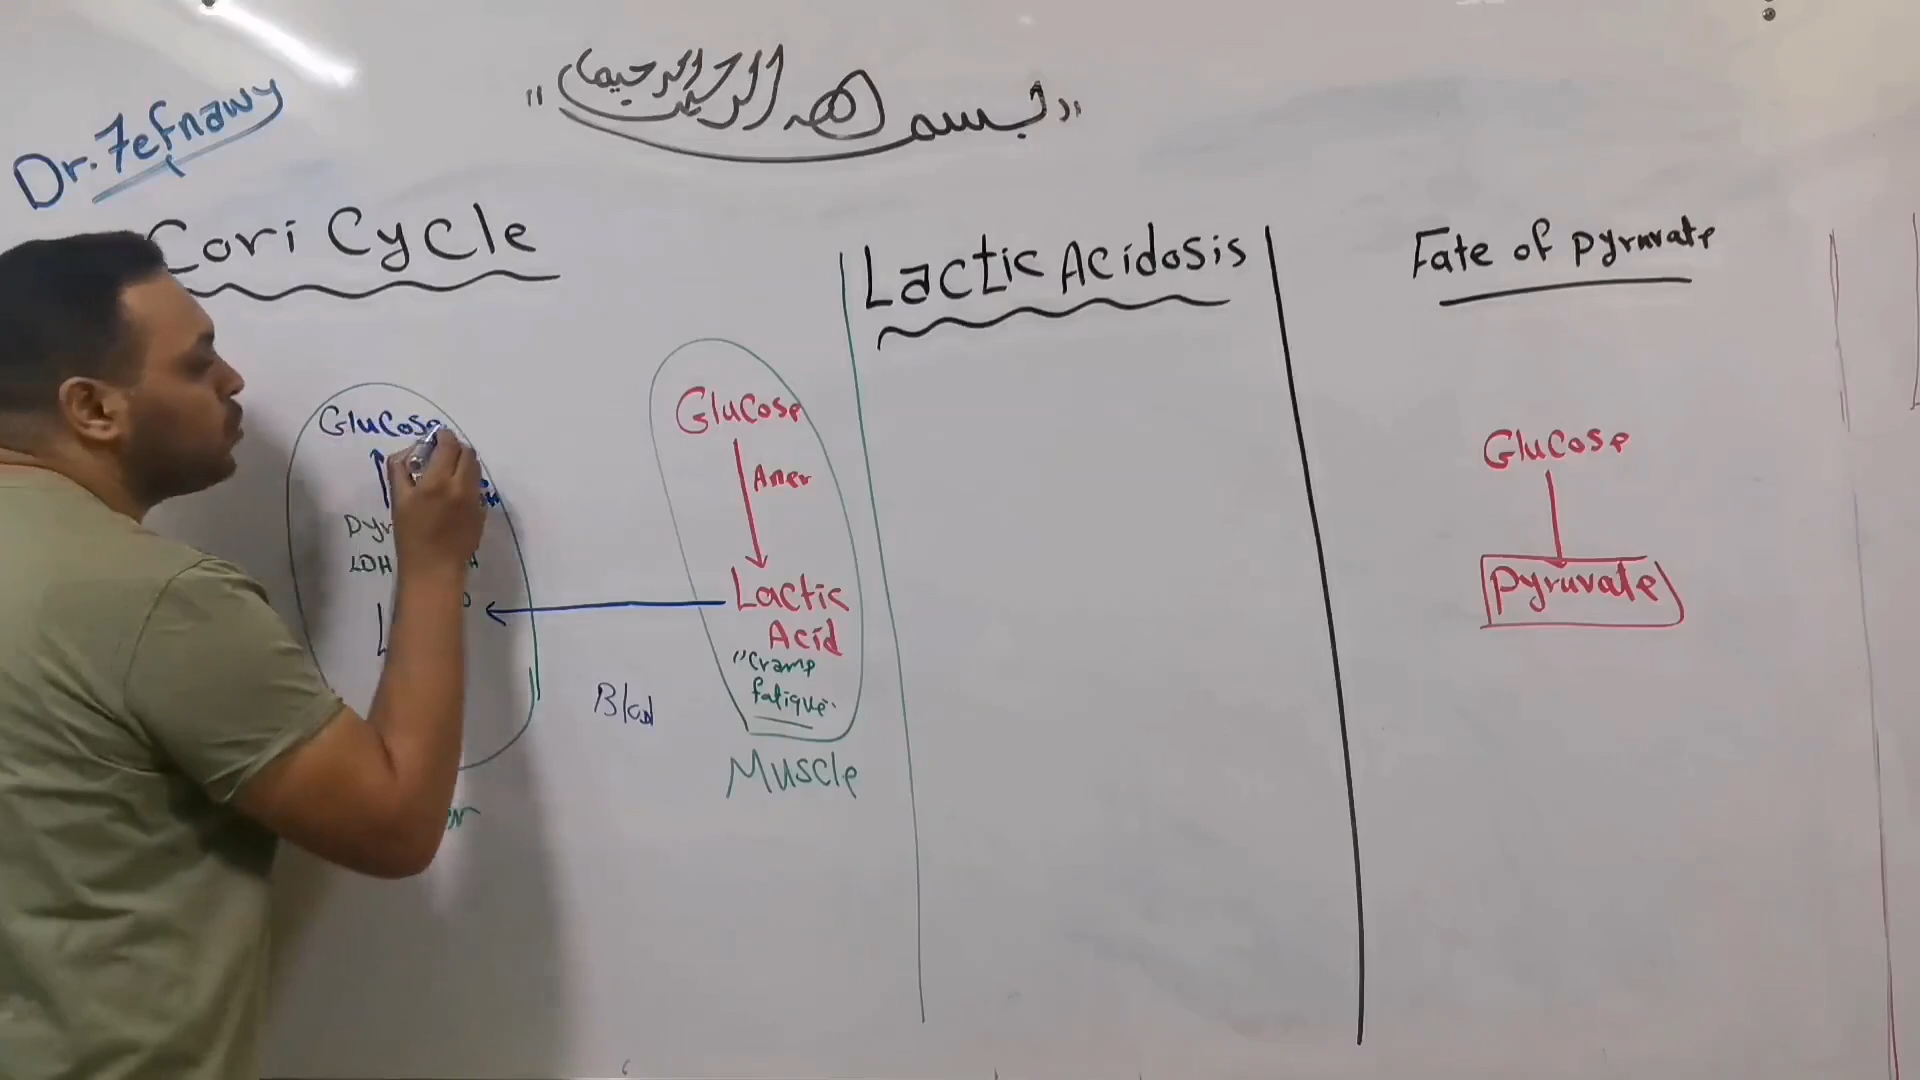 "بسم الله الرحمن الرحيم"
Dr. 7efnawy
Cori Cycle
Glucose
LDH
Blood
Glucose
Aner
Lactic
Acid
"Cramp
fatigue"
Muscle
Lactic Acidosis
Fate of pyruvate
Glucose
pyruvate